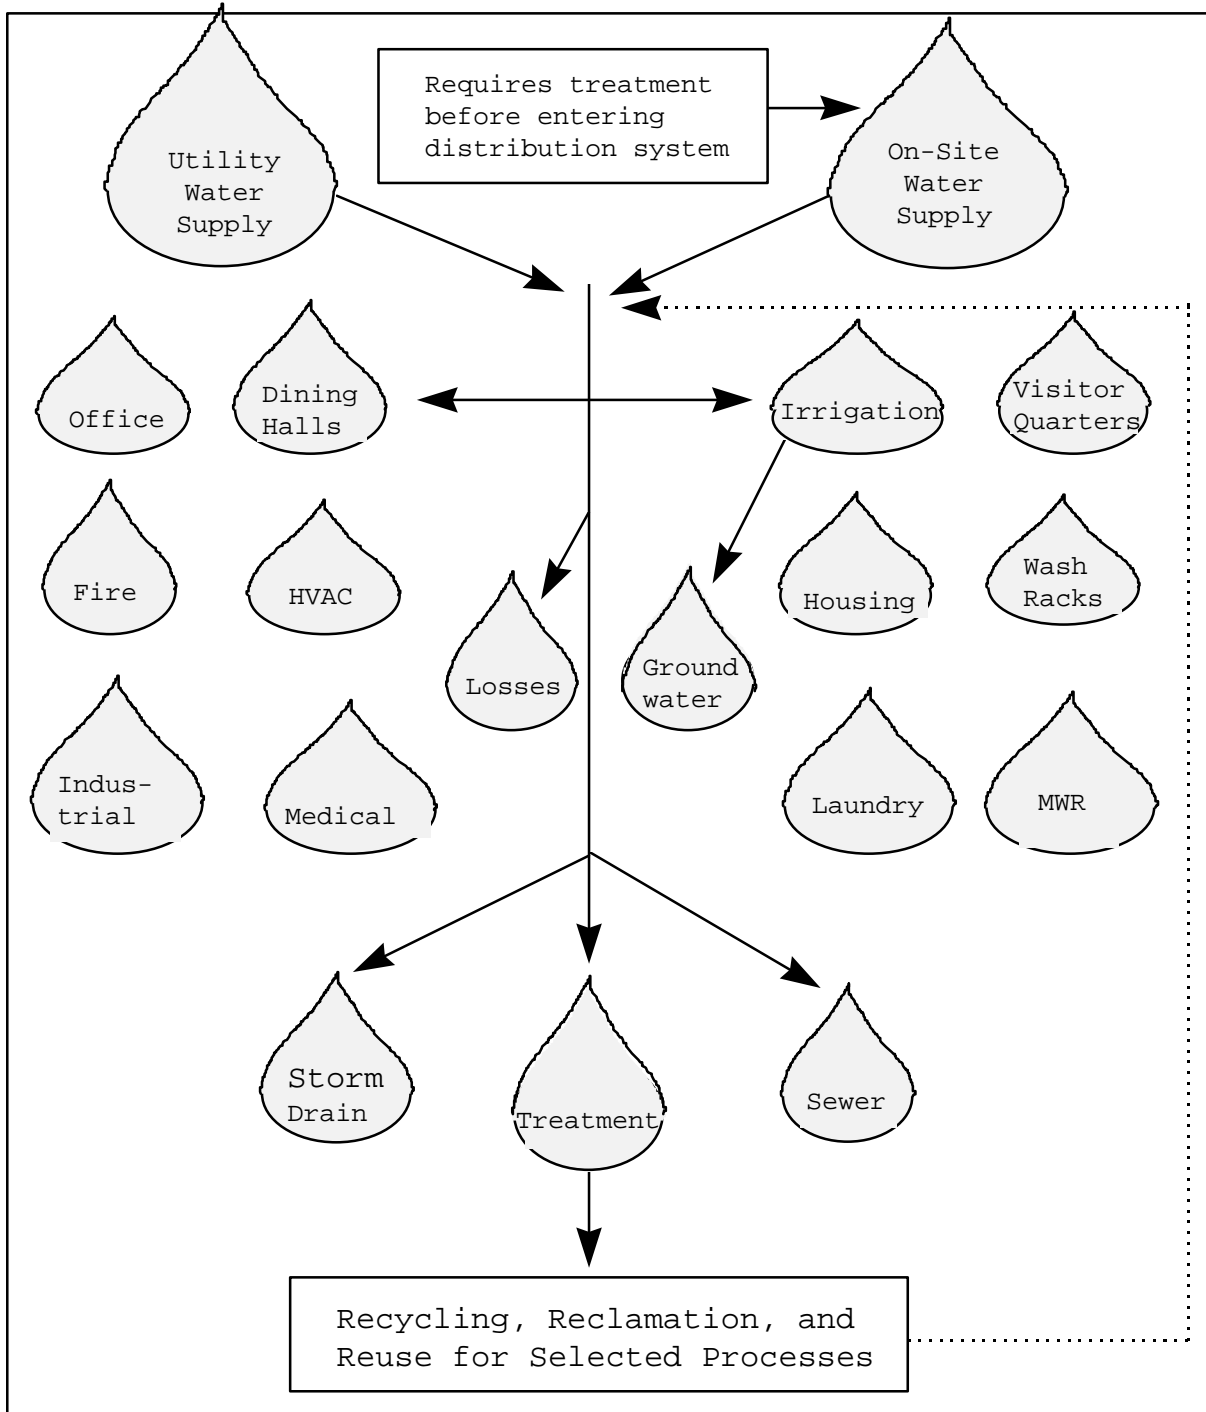 Requires treatment
before entering
distribution system
Utility
Water
Supply
On-Site
Water
Supply
Office
Dining
Halls
Irrigation
Visitor
Quarters
Fire
HVAC
Losses
Ground
water
Housing
Wash
Racks
Indus-
trial
Medical
Laundry
MWR
Storm
Drain
Treatment
Sewer
Recycling, Reclamation, and
Reuse for Selected Processes